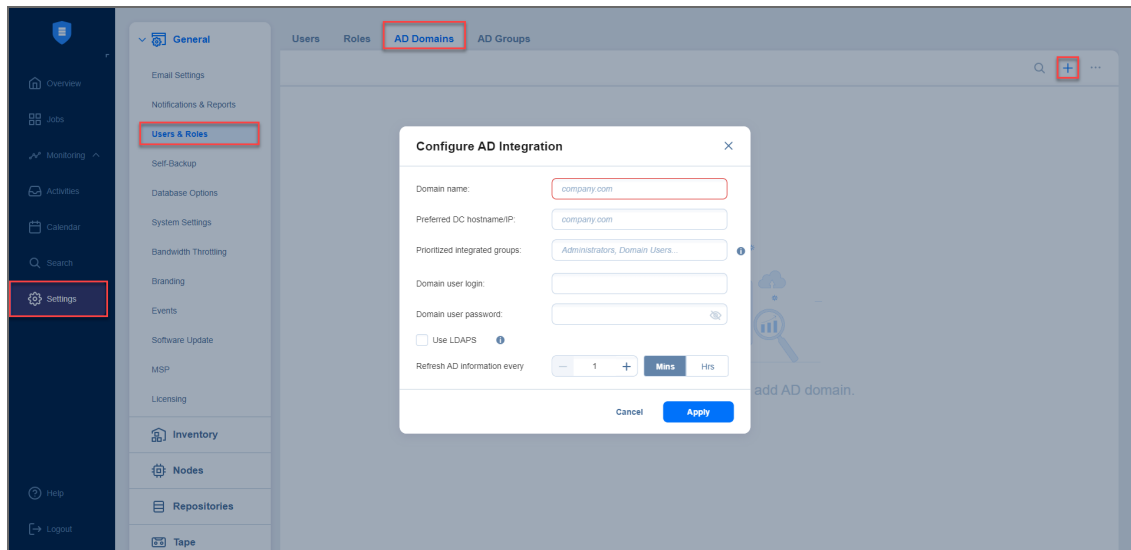 Overview
Jobs
Monitoring
Activities
Calendar
Search
Settings
Help
Logout
General
Email Settings
Notifications & Reports
Users & Roles
Self-Backup
Database Options
System Settings
Bandwidth Throttling
Branding
Events
Software Update
MSP
Licensing
Inventory
Nodes
Repositories
Tape
Users Roles AD Domains AD Groups
Configure AD Integration
Domain name: company.com
Preferred DC hostname/IP: company.com
Prioritized integrated groups: Administrators, Domain Users...
Domain user login:
Domain user password:
Use LDAPS
Refresh AD information every 1 Mins Hrs
Cancel Apply
add AD domain.